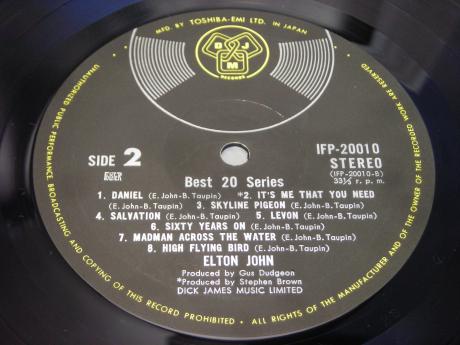 MFD. BY TOSHIBA-EMI LTD. IN JAPAN
DJM
RECORDS
UNAUTHORIZED PUBLIC PERFORMANCE, BROADCASTING AND COPYING OF THIS RECORD PROHIBITED • ALL RIGHTS OF THE MANUFACTURER AND OF THE OWNER OF THE RECORDED WORK ARE RESERVED
SIDE 2
IFP-20010
STEREO
(IFP-20010-B)
33⅓ r. p. m.
Best 20 Series
1. DANIEL (E. John-B. Taupin) *2. IT'S ME THAT YOU NEED
(E. John-B. Taupin) 3. SKYLINE PIGEON (E. John-B. Taupin)
4. SALVATION (E. John-B. Taupin) 5. LEVON (E. John-B. Taupin)
6. SIXTY YEARS ON (E. John-B. Taupin)
7. MADMAN ACROSS THE WATER (E. John-B. Taupin)
8. HIGH FLYING BIRD (E. John-B. Taupin)
ELTON JOHN
Produced by Gus Dudgeon
*Produced by Stephen Brown
DICK JAMES MUSIC LIMITED